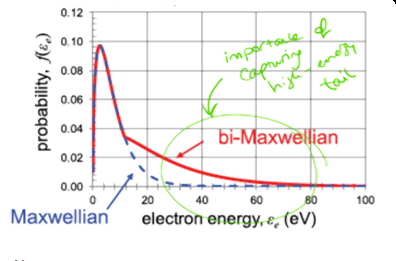 0.12
0.10
0.08
0.06
0.04
0.02
0.00
probability, f(εₑ)
importance of
capturing
high-energy
tail
bi-Maxwellian
0 20 40 60 80 100
Maxwellian
electron energy, εₑ (eV)